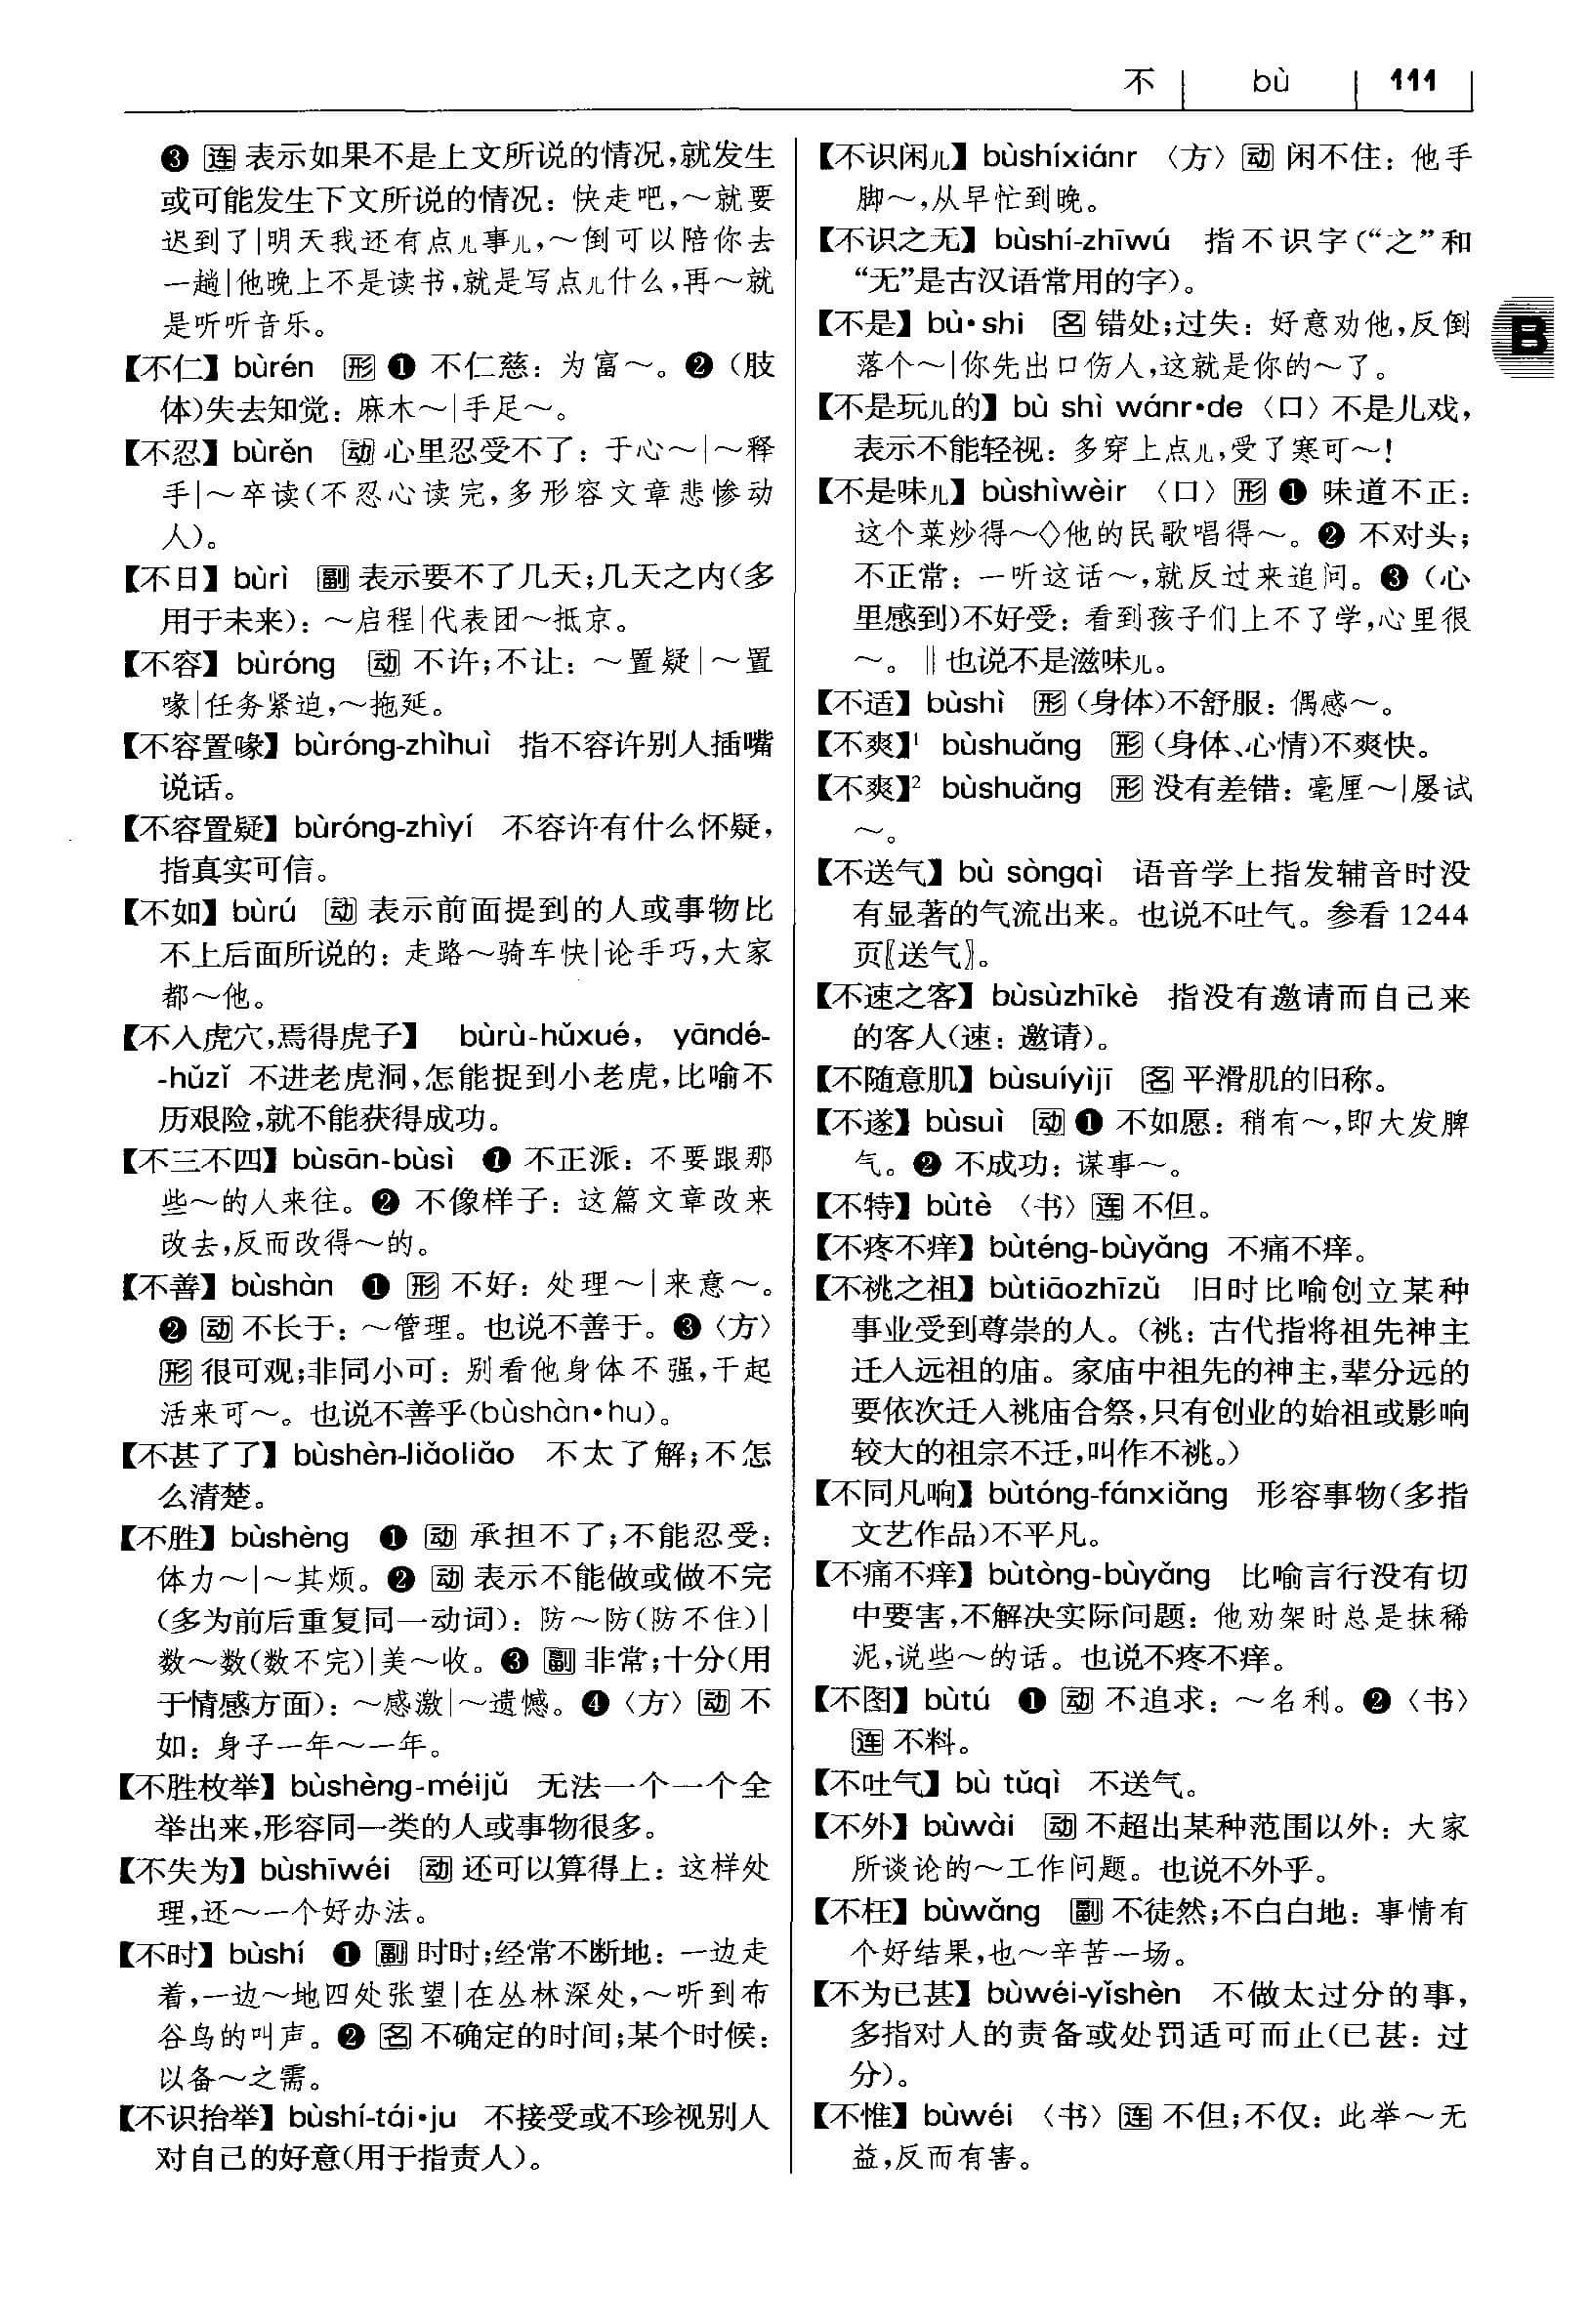 不 bù 111
❸ 连 表示如果不是上文所说的情况,就发生
或可能发生下文所说的情况：快走吧,～就要
迟到了|明天我还有点儿事儿,～倒可以陪你去
一趟|他晚上不是读书,就是写点儿什么,再～就
是听听音乐。
【不仁】bùrén 形 ❶ 不仁慈：为富～。❷（肢
体)失去知觉：麻木～|手足～。
【不忍】bùrěn 动 心里忍受不了：于心～|～释
手|～卒读(不忍心读完,多形容文章悲惨动
人)。
【不日】bùrì 副 表示要不了几天;几天之内(多
用于未来)：～启程|代表团～抵京。
【不容】bùróng 动 不许;不让：～置疑|～置
喙|任务紧迫,～拖延。
【不容置喙】bùróng-zhìhuì 指不容许别人插嘴
说话。
【不容置疑】bùróng-zhìyí 不容许有什么怀疑,
指真实可信。
【不如】bùrú 动 表示前面提到的人或事物比
不上后面所说的：走路～骑车快|论手巧,大家
都～他。
【不入虎穴,焉得虎子】 bùrù-hǔxué, yāndé-
-hǔzǐ 不进老虎洞,怎能捉到小老虎,比喻不
历艰险,就不能获得成功。
【不三不四】bùsān-bùsì ❶ 不正派：不要跟那
些～的人来往。❷ 不像样子：这篇文章改来
改去,反而改得～的。
【不善】bùshàn ❶ 形 不好：处理～|来意～。
❷ 动 不长于：～管理。也说不善于。❸〈方〉
形 很可观;非同小可：别看他身体不强,干起
活来可～。也说不善乎(bùshàn•hu)。
【不甚了了】bùshèn-liǎoliǎo 不太了解;不怎
么清楚。
【不胜】bùshèng ❶ 动 承担不了;不能忍受：
体力～|～其烦。❷ 动 表示不能做或做不完
(多为前后重复同一动词)：防～防(防不住)|
数～数(数不完)|美～收。❸ 副 非常;十分(用
于情感方面)：～感激|～遗憾。❹〈方〉动 不
如：身子一年～一年。
【不胜枚举】bùshèng-méijǔ 无法一个一个全
举出来,形容同一类的人或事物很多。
【不失为】bùshīwéi 动 还可以算得上：这样处
理,还～一个好办法。
【不时】bùshí ❶ 副 时时;经常不断地：一边走
着,一边～地四处张望|在丛林深处,～听到布
谷鸟的叫声。❷ 名 不确定的时间;某个时候：
以备～之需。
【不识抬举】bùshí-tái•ju 不接受或不珍视别人
对自己的好意(用于指责人)。
【不识闲儿】bùshíxiánr 〈方〉动 闲不住：他手
脚～,从早忙到晚。
【不识之无】bùshí-zhīwú 指不识字(“之”和
“无”是古汉语常用的字)。
【不是】bù•shi 名 错处;过失：好意劝他,反倒
落个～|你先出口伤人,这就是你的～了。
【不是玩儿的】bù shì wánr•de〈口〉不是儿戏,
表示不能轻视：多穿上点儿,受了寒可～!
【不是味儿】bùshìwèir 〈口〉形 ❶ 味道不正：
这个菜炒得～◇他的民歌唱得～。❷ 不对头;
不正常：一听这话～,就反过来追问。❸（心
里感到)不好受：看到孩子们上不了学,心里很
～。‖也说不是滋味儿。
【不适】bùshì 形 (身体)不舒服：偶感～。
【不爽】¹ bùshuǎng 形 (身体、心情)不爽快。
【不爽】² bùshuǎng 形 没有差错：毫厘～|屡试
～。
【不送气】bù sòngqì 语音学上指发辅音时没
有显著的气流出来。也说不吐气。参看 1244
页〖送气〗。
【不速之客】bùsùzhīkè 指没有邀请而自己来
的客人(速：邀请)。
【不随意肌】bùsuíyìjī 名 平滑肌的旧称。
【不遂】bùsuì 动 ❶ 不如愿：稍有～,即大发脾
气。❷ 不成功：谋事～。
【不特】bùtè 〈书〉连 不但。
【不疼不痒】bùténg-bùyǎng 不痛不痒。
【不祧之祖】bùtiāozhīzǔ 旧时比喻创立某种
事业受到尊崇的人。(祧：古代指将祖先神主
迁入远祖的庙。家庙中祖先的神主,辈分远的
要依次迁入祧庙合祭,只有创业的始祖或影响
较大的祖宗不迁,叫作不祧。)
【不同凡响】bùtóng-fánxiǎng 形容事物(多指
文艺作品)不平凡。
【不痛不痒】bùtòng-bùyǎng 比喻言行没有切
中要害,不解决实际问题：他劝架时总是抹稀
泥,说些～的话。也说不疼不痒。
【不图】bùtú ❶ 动 不追求：～名利。❷〈书〉
连 不料。
【不吐气】bù tǔqì 不送气。
【不外】bùwài 动 不超出某种范围以外：大家
所谈论的～工作问题。也说不外乎。
【不枉】bùwǎng 副 不徒然;不白白地：事情有
个好结果,也～辛苦一场。
【不为已甚】bùwéi-yǐshèn 不做太过分的事,
多指对人的责备或处罚适可而止(已甚：过
分)。
【不惟】bùwéi 〈书〉连 不但;不仅：此举～无
益,反而有害。
B